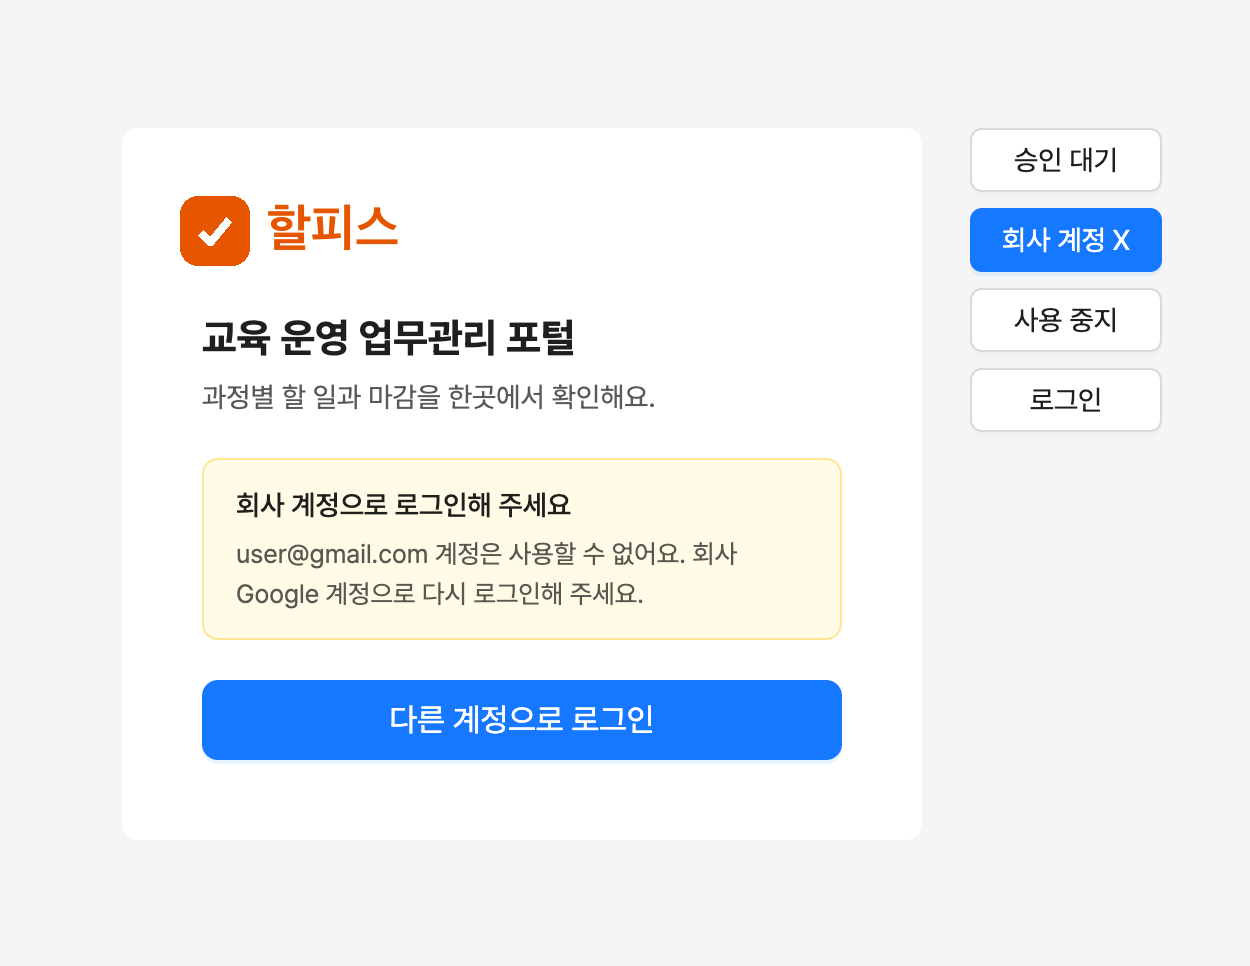 할피스
교육 운영 업무관리 포털
과정별 할 일과 마감을 한곳에서 확인해요.
회사 계정으로 로그인해 주세요
user@gmail.com 계정은 사용할 수 없어요. 회사
Google 계정으로 다시 로그인해 주세요.
다른 계정으로 로그인
승인 대기
회사 계정 X
사용 중지
로그인